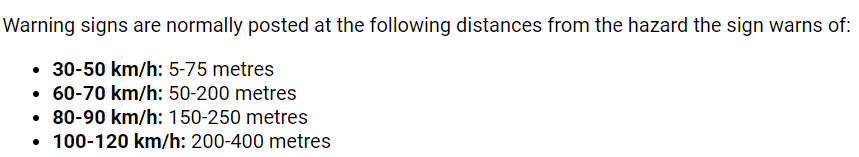 Warning signs are normally posted at the following distances from the hazard the sign warns of:
• 30-50 km/h: 5-75 metres
• 60-70 km/h: 50-200 metres
• 80-90 km/h: 150-250 metres
• 100-120 km/h: 200-400 metres